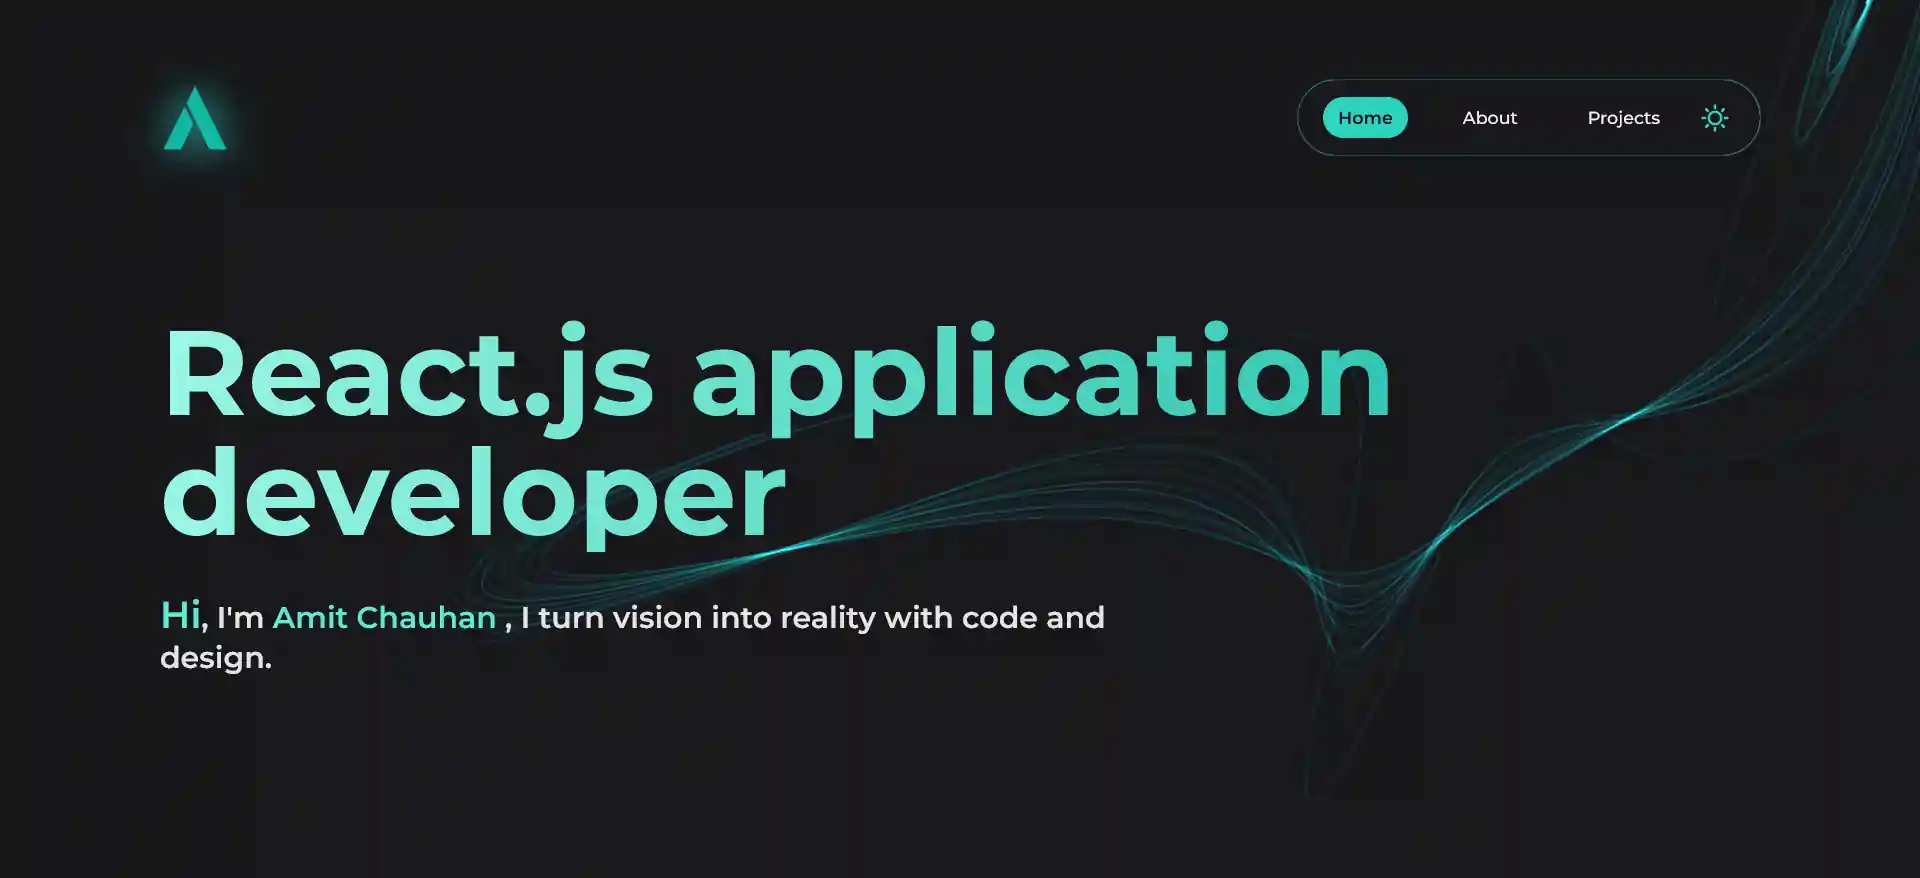 Home About Projects
React.js application
developer
Hi, I'm Amit Chauhan , I turn vision into reality with code and
design.